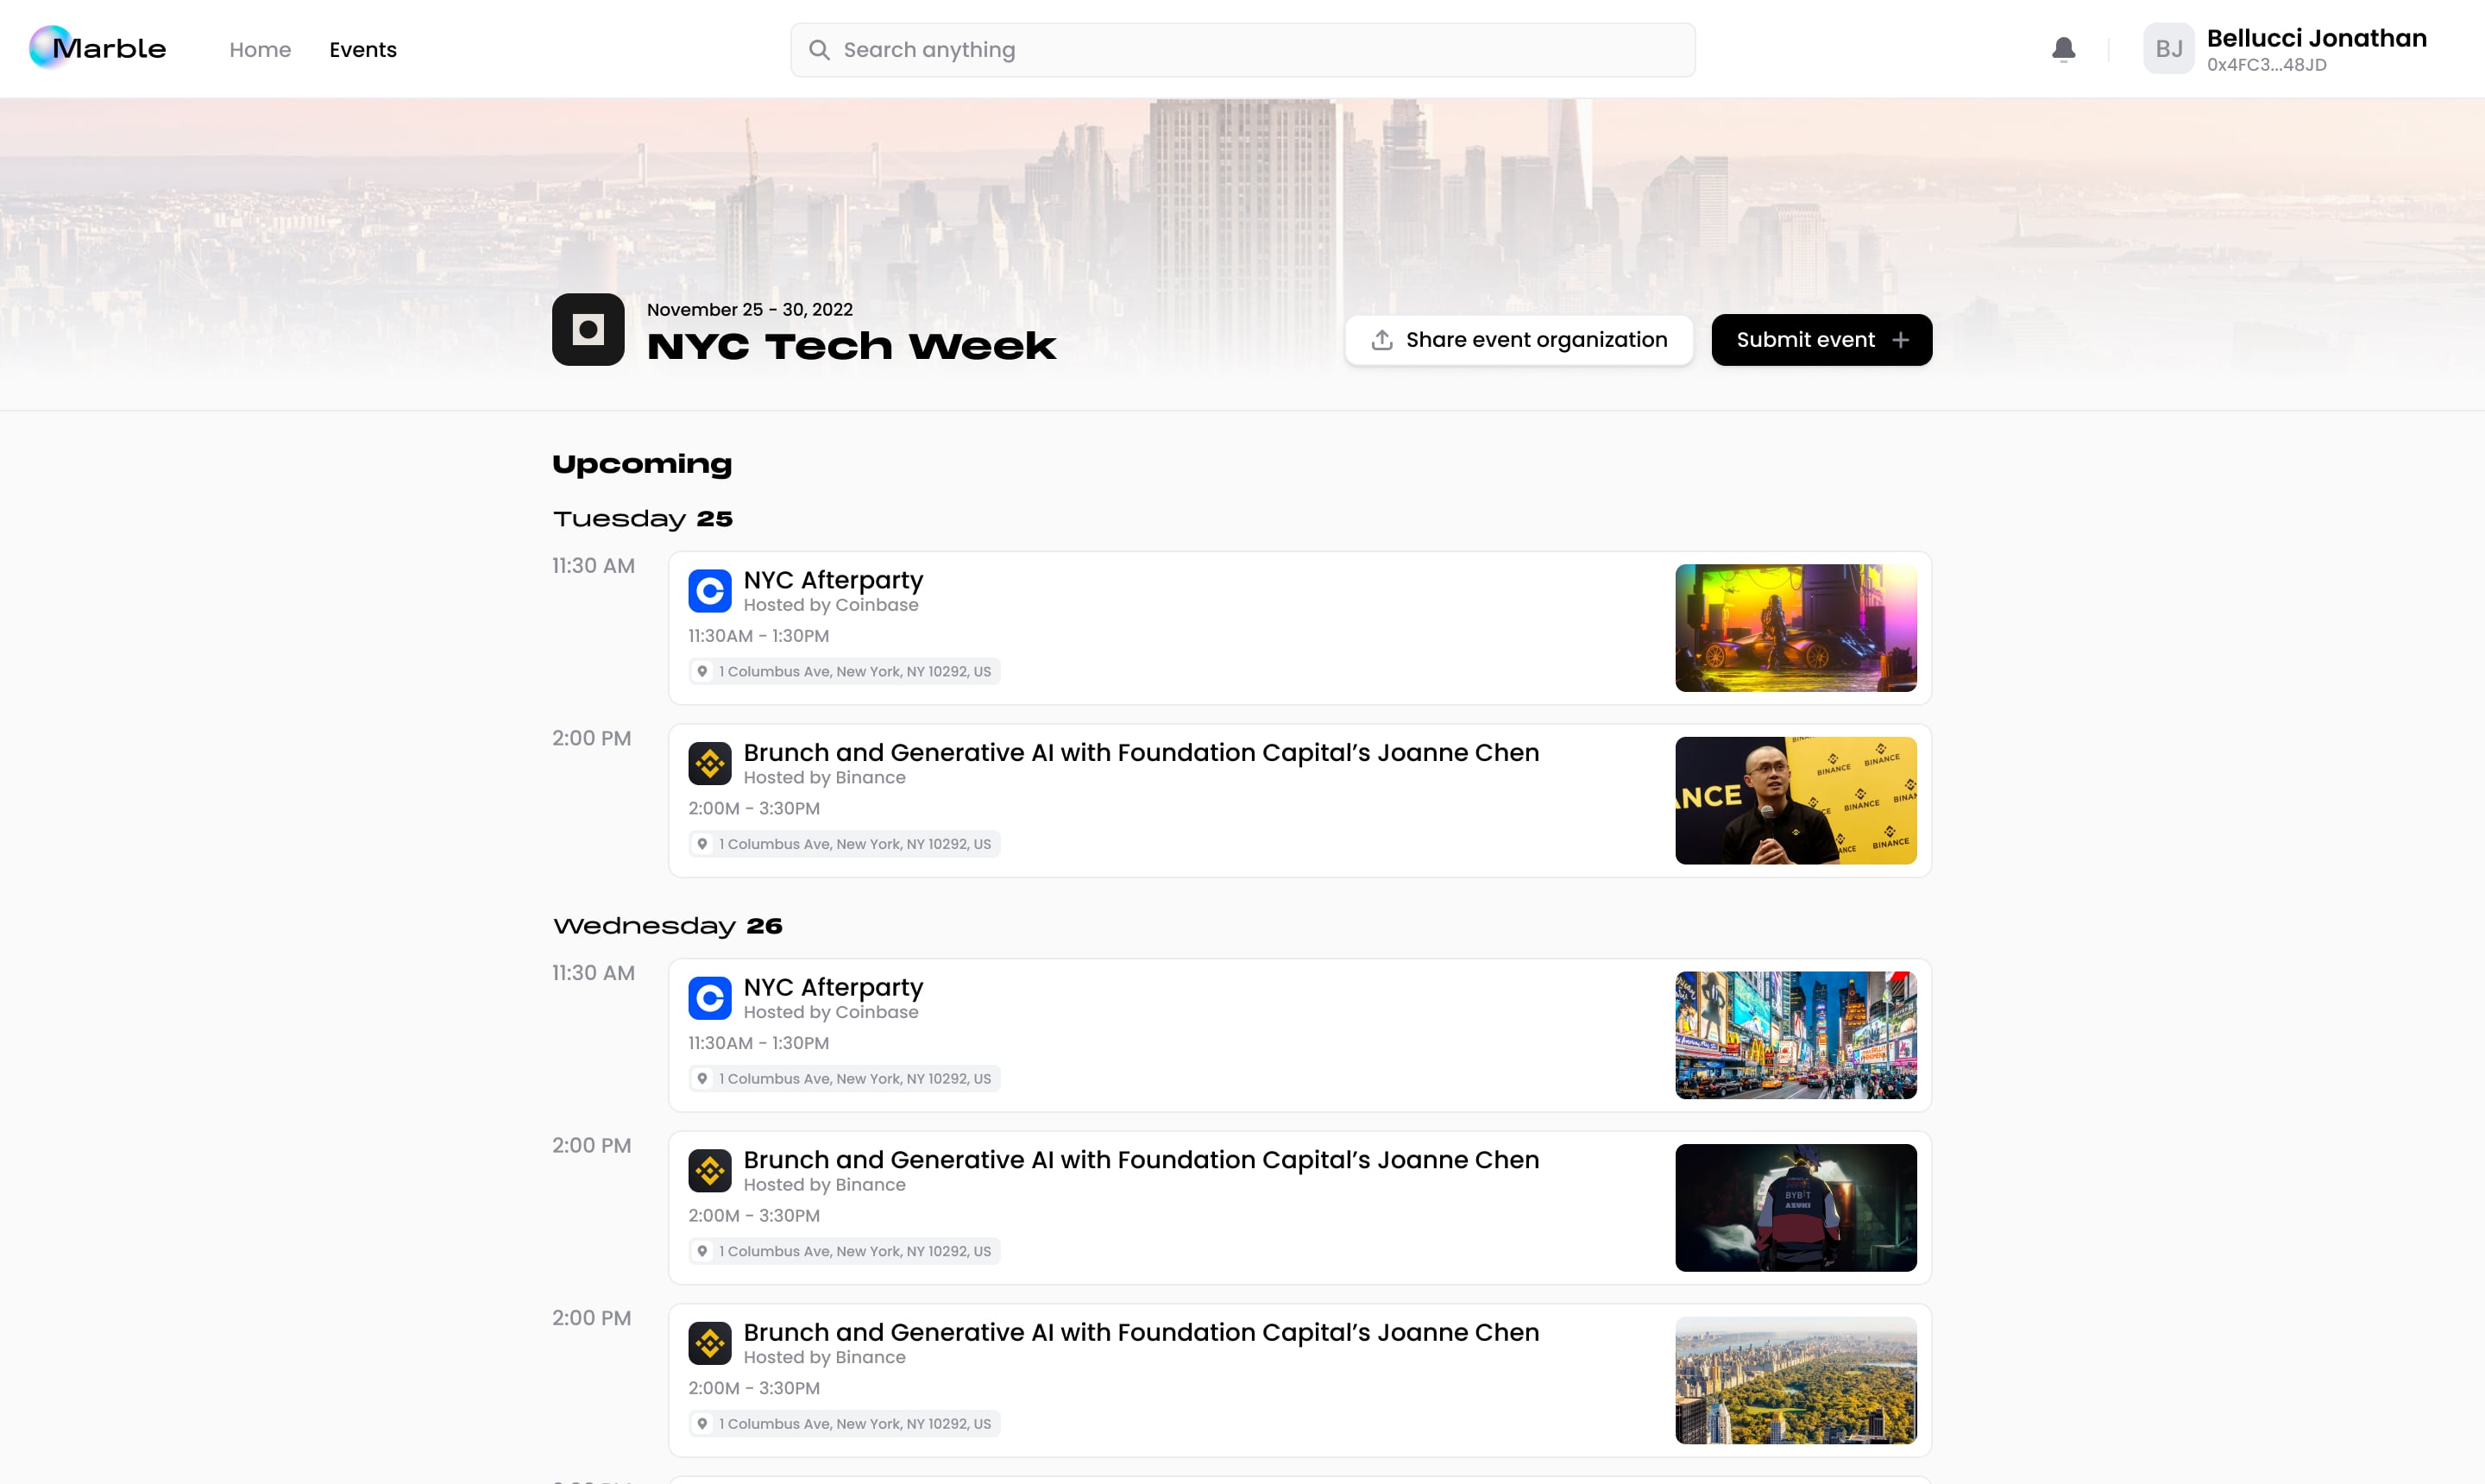 Marble
Home
Events
Search anything
BJ
Bellucci Jonathan
0x4FC3...48JD
November 25 - 30, 2022
NYC Tech Week
Share event organization
Submit event
Upcoming
Tuesday 25
11:30 AM
NYC Afterparty
Hosted by Coinbase
11:30AM - 1:30PM
1 Columbus Ave, New York, NY 10292, US
2:00 PM
Brunch and Generative AI with Foundation Capital’s Joanne Chen
Hosted by Binance
2:00M - 3:30PM
1 Columbus Ave, New York, NY 10292, US
ANCE
BINANCE
BINANCE
BINANCE
BINANCE
Wednesday 26
11:30 AM
NYC Afterparty
Hosted by Coinbase
11:30AM - 1:30PM
1 Columbus Ave, New York, NY 10292, US
2:00 PM
Brunch and Generative AI with Foundation Capital’s Joanne Chen
Hosted by Binance
2:00M - 3:30PM
1 Columbus Ave, New York, NY 10292, US
BYBIT
AZUKI
2:00 PM
Brunch and Generative AI with Foundation Capital’s Joanne Chen
Hosted by Binance
2:00M - 3:30PM
1 Columbus Ave, New York, NY 10292, US